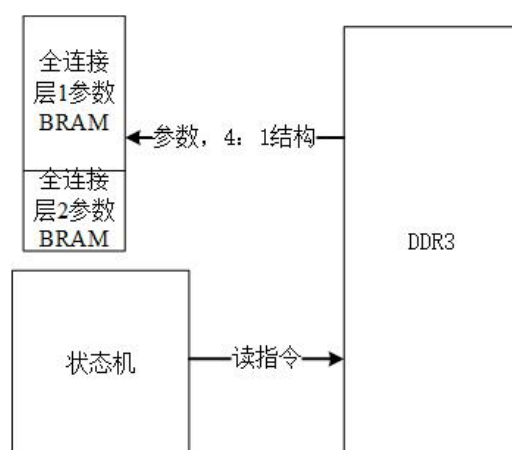 全连接
层1参数
BRAM
参数，4：1结构
全连接
层2参数
BRAM
DDR3
状态机
读指令